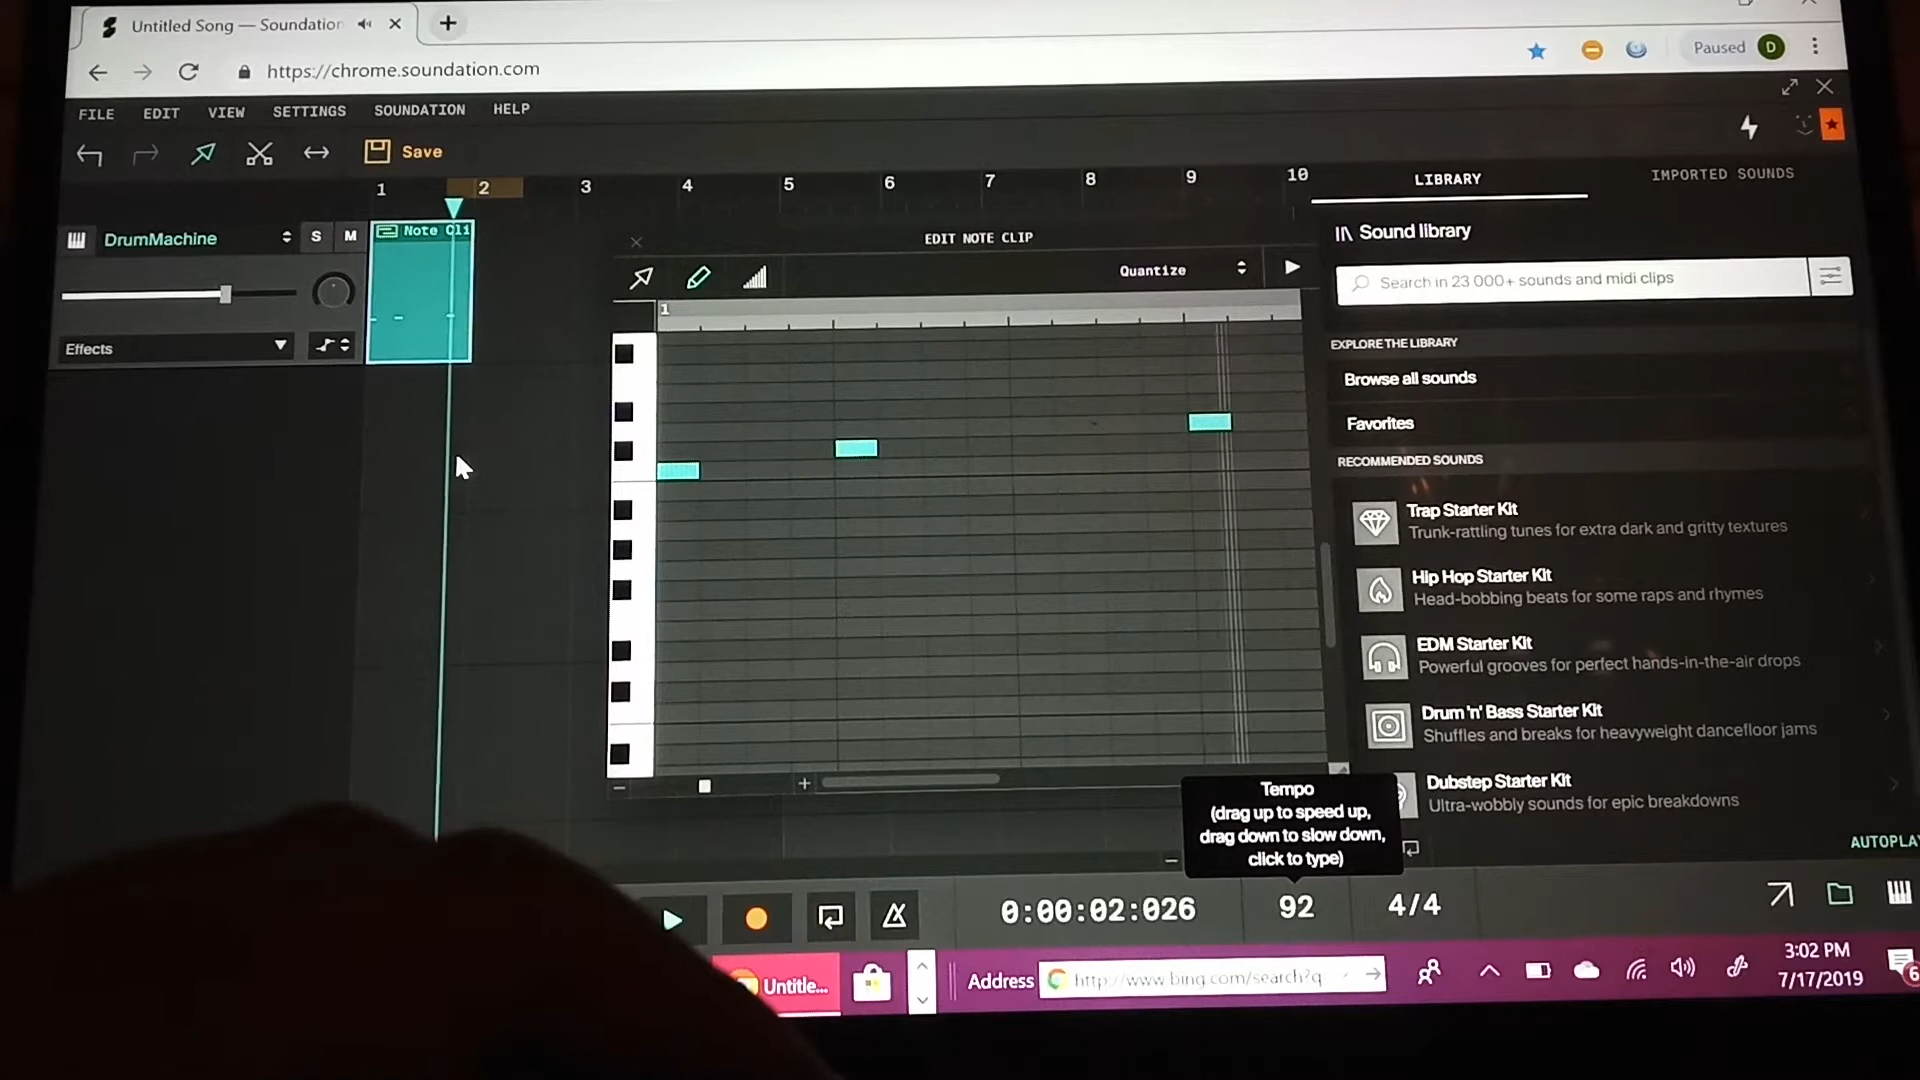 Untitled Song — Soundation
https://chrome.soundation.com
Paused D
FILE EDIT VIEW SETTINGS SOUNDATION HELP
Save
1 2 3 4 5 6 7 8 9 10
LIBRARY IMPORTED SOUNDS
DrumMachine S M
Note Cli
EDIT NOTE CLIP
Sound library
Quantize
Search in 23 000+ sounds and midi clips
1
Effects
EXPLORE THE LIBRARY
Browse all sounds
Favorites
RECOMMENDED SOUNDS
Trap Starter Kit
Trunk-rattling tunes for extra dark and gritty textures
Hip Hop Starter Kit
Head-bobbing beats for some raps and rhymes
EDM Starter Kit
Powerful grooves for perfect hands-in-the-air drops
Drum 'n' Bass Starter Kit
Shuffles and breaks for heavyweight dancefloor jams
Dubstep Starter Kit
Ultra-wobbly sounds for epic breakdowns
Tempo
(drag up to speed up,
drag down to slow down,
click to type)
AUTOPLAY
0:00:02:026 92 4/4
Untitle...
Address http://www.bing.com/search?q
3:02 PM
7/17/2019
6